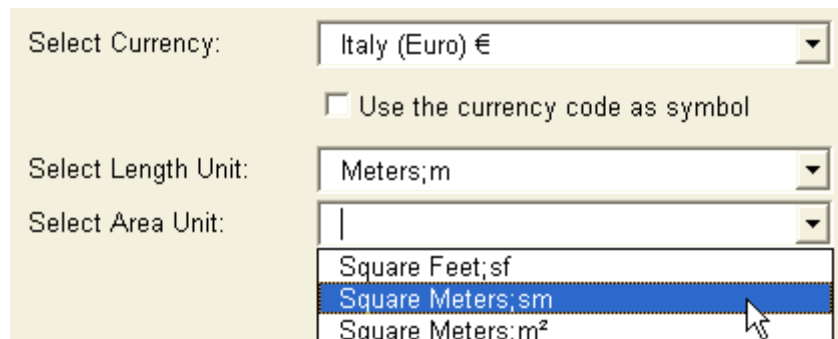 Select Currency: Italy (Euro) €
Use the currency code as symbol
Select Length Unit: Meters;m
Select Area Unit:
Square Feet;sf
Square Meters;sm
Square Meters;m²